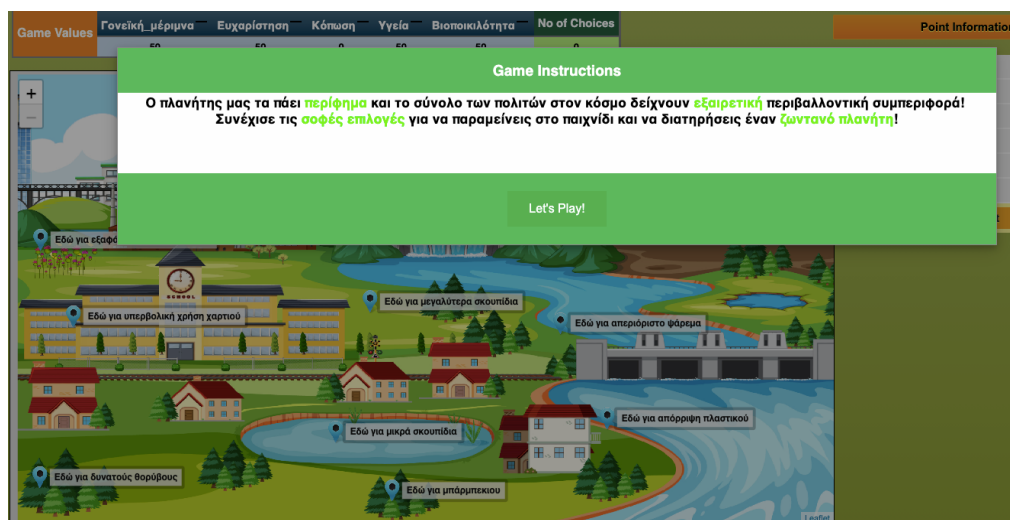 Game Values
Γονεϊκή_μέριμνα Ευχαρίστηση Κόπωση Υγεία Βιοποικιλότητα No of Choices
Point Information
Game Instructions
Ο πλανήτης μας τα πάει περίφημα και το σύνολο των πολιτών στον κόσμο δείχνουν εξαιρετική περιβαλλοντική συμπεριφορά!
Συνέχισε τις σοφές επιλογές για να παραμείνεις στο παιχνίδι και να διατηρήσεις έναν ζωντανό πλανήτη!
+
−
Let's Play!
Εδώ για εξαφά
SCHOOL
Εδώ για μεγαλύτερα σκουπίδια
Εδώ για υπερβολική χρήση χαρτιού
Εδώ για απεριόριστο ψάρεμα
Εδώ για απόρριψη πλαστικού
Εδώ για μικρά σκουπίδια
Εδώ για δυνατούς θορύβους
Εδώ για μπάρμπεκιου
Leaflet